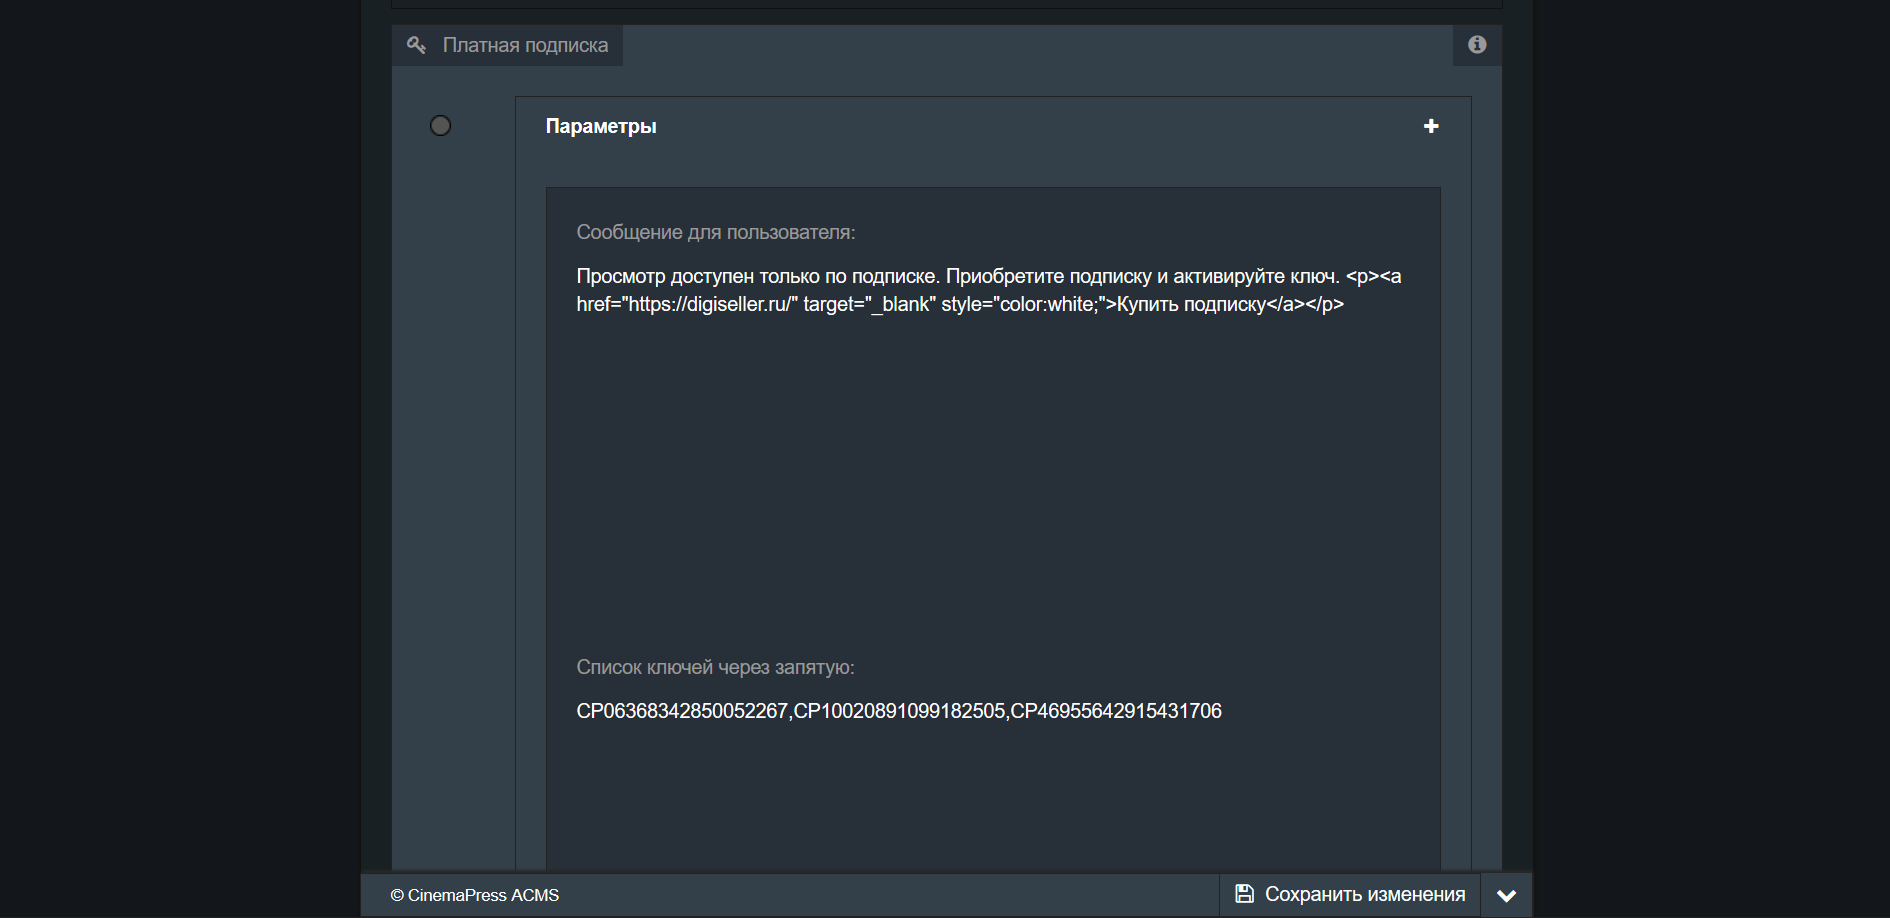 Платная подписка
Параметры
Сообщение для пользователя:
Просмотр доступен только по подписке. Приобретите подписку и активируйте ключ. <p><a
href="https://digiseller.ru/" target="_blank" style="color:white;">Купить подписку</a></p>
Список ключей через запятую:
CP06368342850052267,CP10020891099182505,CP46955642915431706
© CinemaPress ACMS
Сохранить изменения